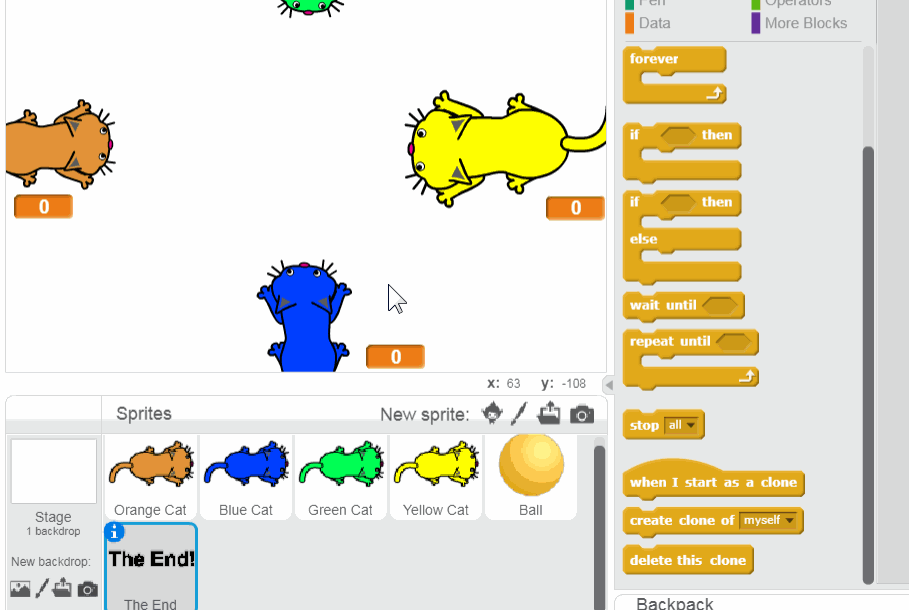 Pen Operators
Data More Blocks
forever
if then
if then
else
wait until
repeat until
stop all
when I start as a clone
create clone of myself
delete this clone
0
0
0
x: 63 y: -108
Sprites New sprite:
Stage
1 backdrop
New backdrop:
Orange Cat Blue Cat Green Cat Yellow Cat Ball
i
The End!
The End
Backpack